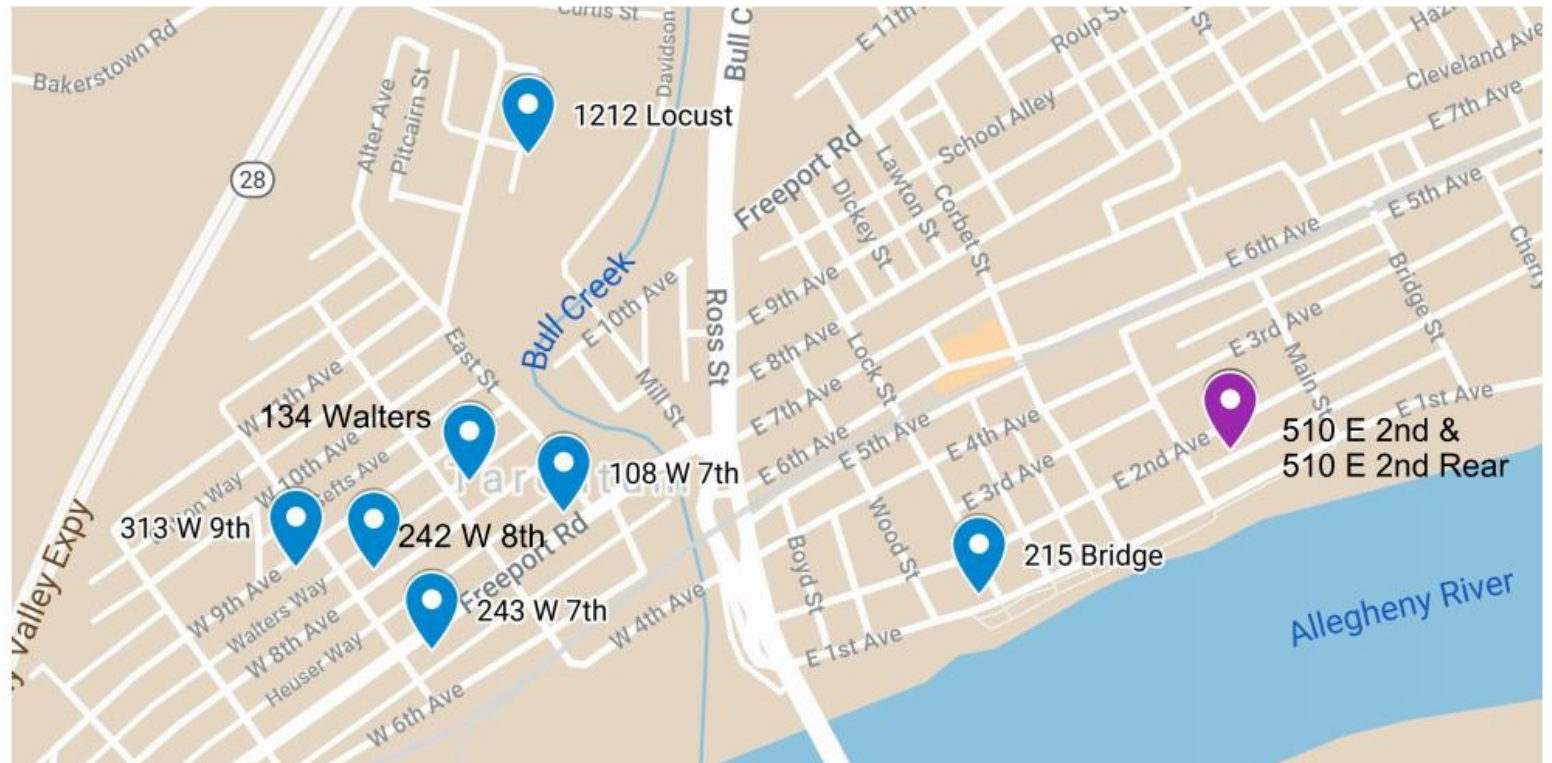 Curtis St
Bakerstown Rd
Davidson
Bull C
E 11th
Roup St
St
Cleveland Ave
E 7th Ave
1212 Locust
Alter Ave
Pitcairn St
School Alley
28
Freeport Rd
Lawton St
Dickey St
Corbet St
E 5th Ave
E 6th Ave
Bridge St
Cherry
Bull Creek
E 10th Ave
Ross St
E 9th Ave
E 8th Ave
Lock St
E 3rd Ave
Main St
East St
Mill St
W 11th Ave
E 7th Ave
E 1st Ave
134 Walters
W 10th Ave
E 6th Ave
E 5th Ave
E 4th Ave
E 2nd Ave
510 E 2nd &
510 E 2nd Rear
Tarentum
108 W 7th
E 3rd Ave
313 W 9th
242 W 8th
Freeport Rd
Wood St
Boyd St
215 Bridge
Valley Expy
W 9th Ave
Walters Way
W 8th Ave
Heuser Way
243 W 7th
W 4th Ave
E 1st Ave
Allegheny River
W 6th Ave